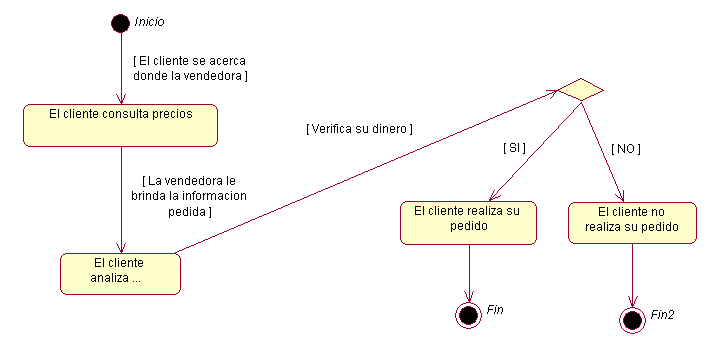 Inicio
[ El cliente se acerca
donde la vendedora ]
El cliente consulta precios
[ La vendedora le
brinda la informacion
pedida ]
El cliente
analiza ...
[ Verifica su dinero ]
[ SI ]
[ NO ]
El cliente realiza su
pedido
El cliente no
realiza su pedido
Fin
Fin2